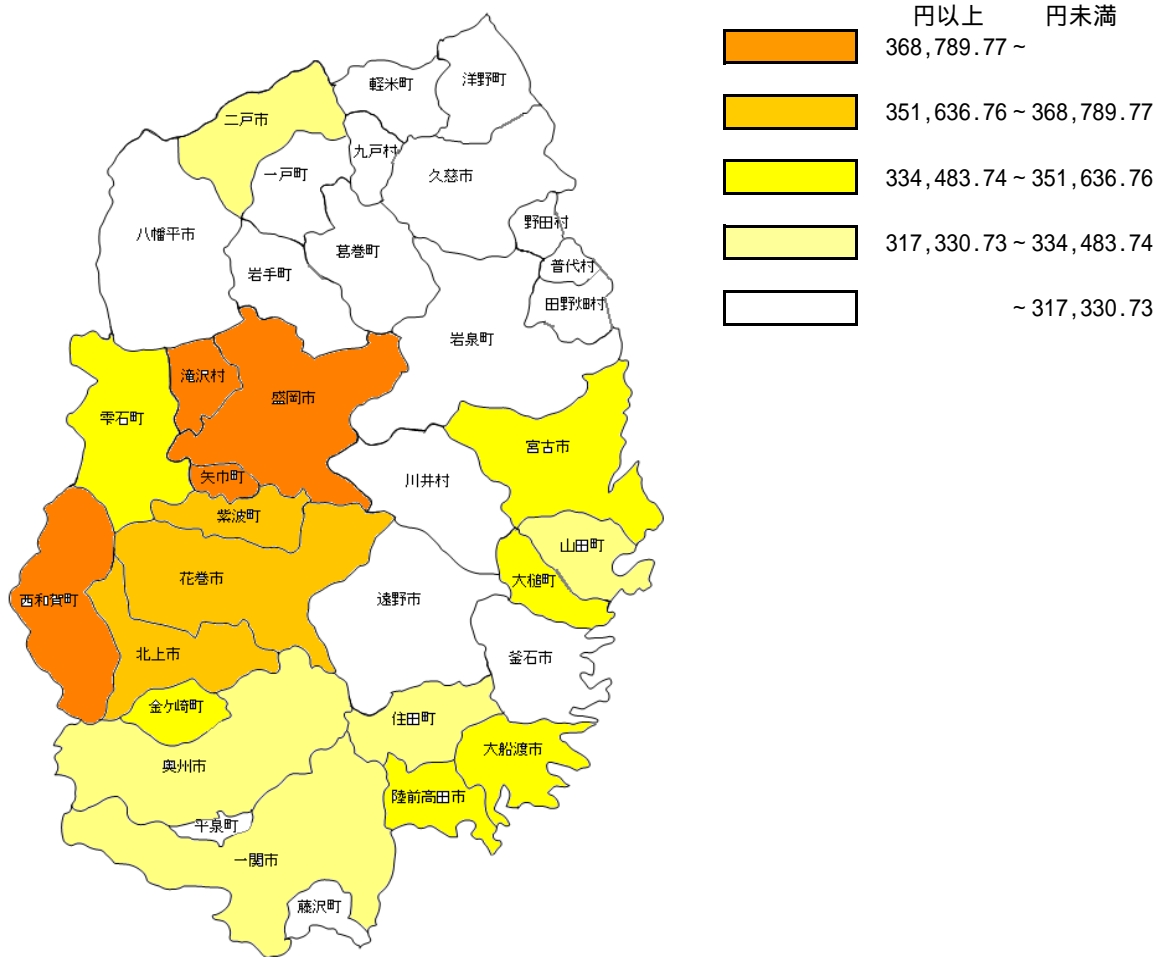 円以上 円未満
368,789.77 ~
351,636.76 ~ 368,789.77
334,483.74 ~ 351,636.76
317,330.73 ~ 334,483.74
~ 317,330.73
洋野町
軽米町
二戸市
九戸村
一戸町
久慈市
野田村
八幡平市
葛巻町
普代村
岩手町
田野畑村
岩泉町
滝沢村
盛岡市
雫石町
宮古市
矢巾町
川井村
紫波町
山田町
花巻市
大槌町
西和賀町
遠野市
北上市
釜石市
金ケ崎町
住田町
大船渡市
奥州市
陸前高田市
平泉町
一関市
藤沢町